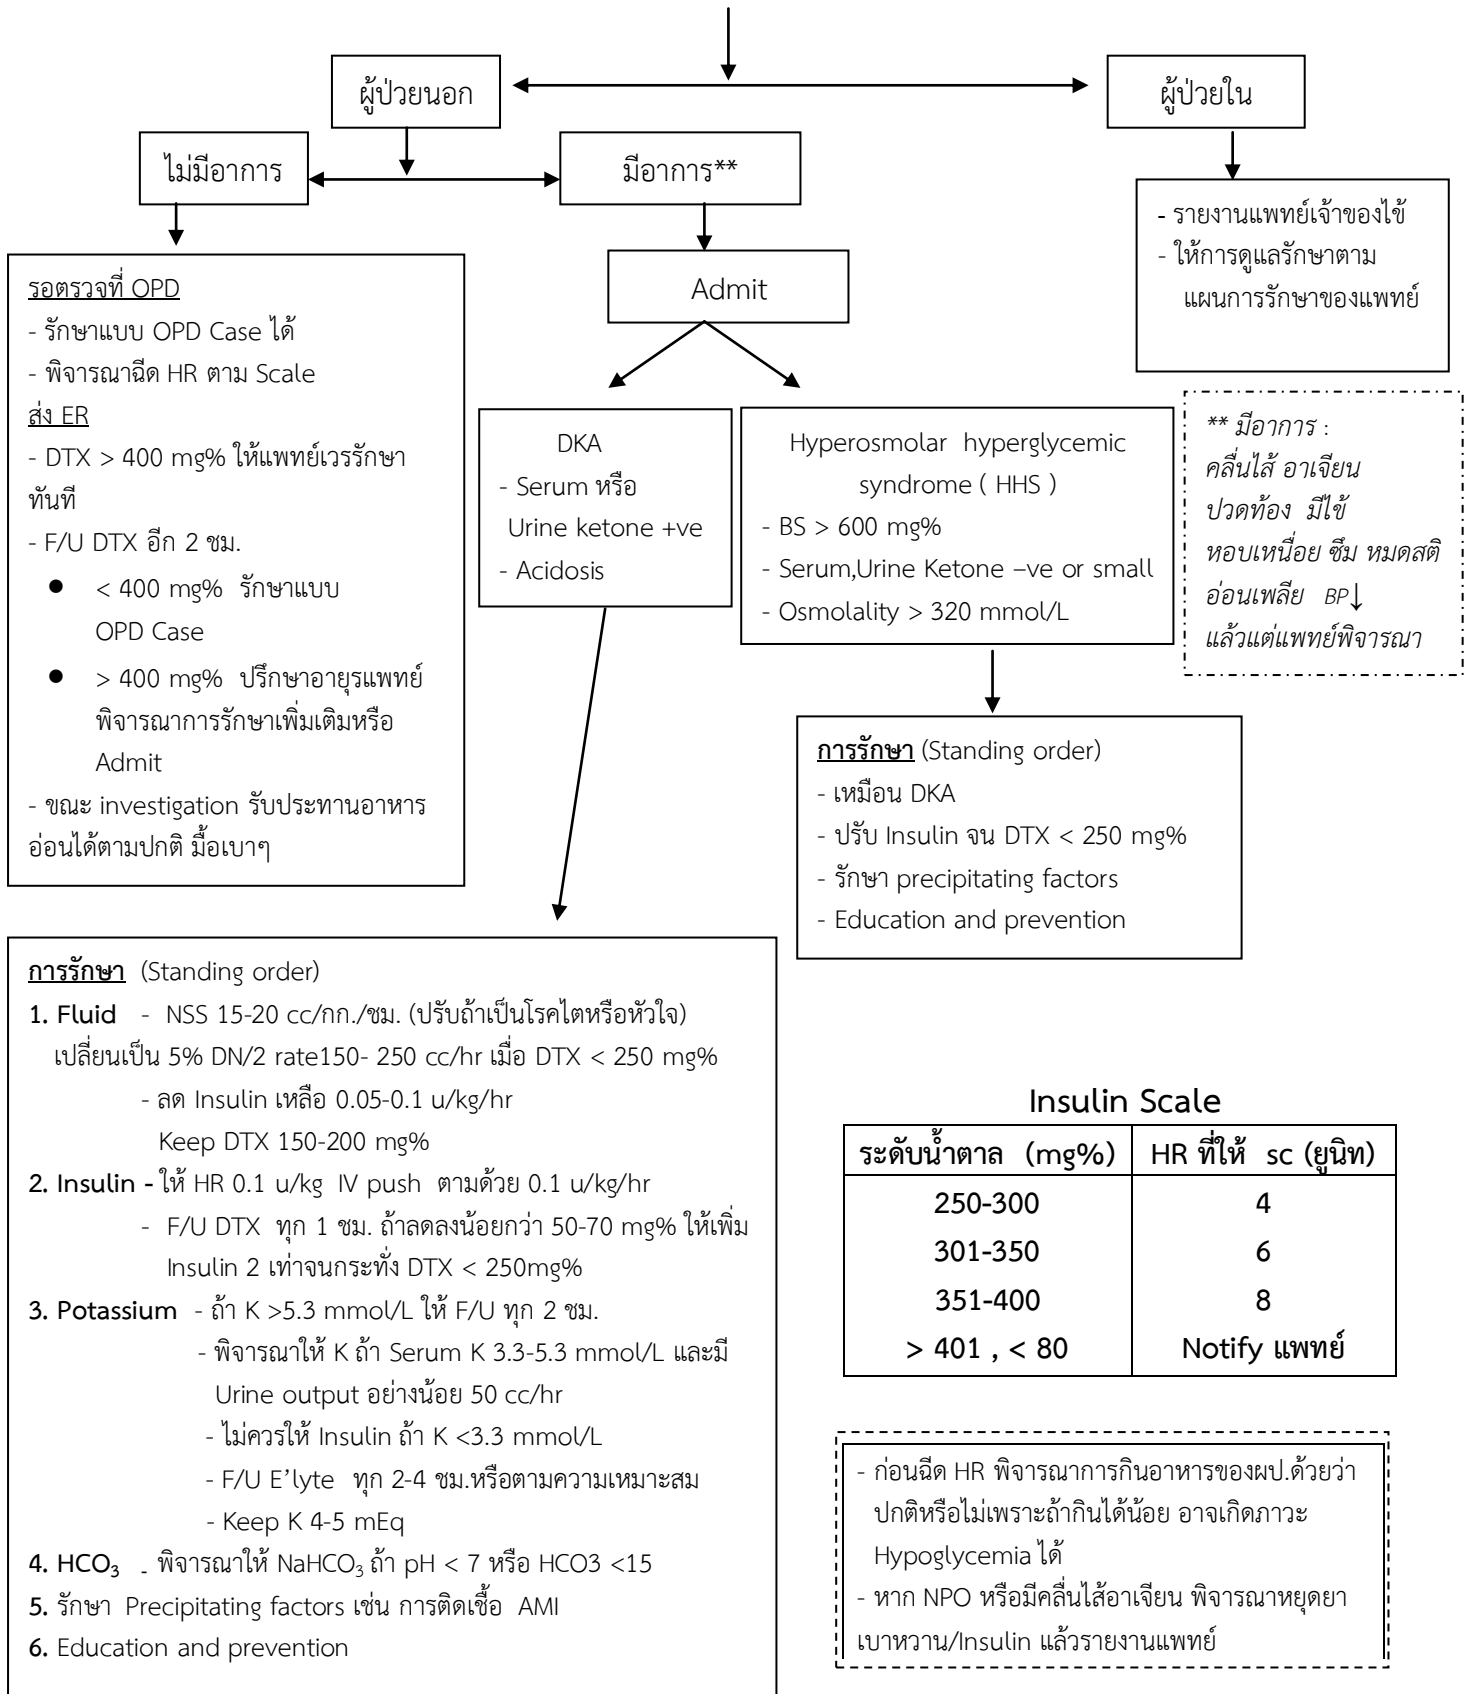 ผู้ป่วยนอก
ผู้ป่วยใน
ไม่มีอาการ
มีอาการ**
- รายงานแพทย์เจ้าของไข้
- ให้การดูแลรักษาตาม
แผนการรักษาของแพทย์
รอตรวจที่ OPD
- รักษาแบบ OPD Case ได้
- พิจารณาฉีด HR ตาม Scale
ส่ง ER
- DTX > 400 mg% ให้แพทย์เวรรักษา
ทันที
- F/U DTX อีก 2 ชม.
● < 400 mg% รักษาแบบ
OPD Case
● > 400 mg% ปรึกษาอายุรแพทย์
พิจารณาการรักษาเพิ่มเติมหรือ
Admit
- ขณะ investigation รับประทานอาหาร
อ่อนได้ตามปกติ มื้อเบาๆ
Admit
DKA
- Serum หรือ
Urine ketone +ve
- Acidosis
Hyperosmolar hyperglycemic
syndrome ( HHS )
- BS > 600 mg%
- Serum,Urine Ketone –ve or small
- Osmolality > 320 mmol/L
** มีอาการ :
คลื่นไส้ อาเจียน
ปวดท้อง มีไข้
หอบเหนื่อย ซึม หมดสติ
อ่อนเพลีย BP↓
แล้วแต่แพทย์พิจารณา
การรักษา (Standing order)
- เหมือน DKA
- ปรับ Insulin จน DTX < 250 mg%
- รักษา precipitating factors
- Education and prevention
การรักษา (Standing order)
1. Fluid - NSS 15-20 cc/กก./ชม. (ปรับถ้าเป็นโรคไตหรือหัวใจ)
เปลี่ยนเป็น 5% DN/2 rate150- 250 cc/hr เมื่อ DTX < 250 mg%
- ลด Insulin เหลือ 0.05-0.1 u/kg/hr
Keep DTX 150-200 mg%
2. Insulin - ให้ HR 0.1 u/kg IV push ตามด้วย 0.1 u/kg/hr
- F/U DTX ทุก 1 ชม. ถ้าลดลงน้อยกว่า 50-70 mg% ให้เพิ่ม
Insulin 2 เท่าจนกระทั่ง DTX < 250mg%
3. Potassium - ถ้า K >5.3 mmol/L ให้ F/U ทุก 2 ชม.
- พิจารณาให้ K ถ้า Serum K 3.3-5.3 mmol/L และมี
Urine output อย่างน้อย 50 cc/hr
- ไม่ควรให้ Insulin ถ้า K <3.3 mmol/L
- F/U E’lyte ทุก 2-4 ชม.หรือตามความเหมาะสม
- Keep K 4-5 mEq
4. HCO₃ - พิจารณาให้ NaHCO₃ ถ้า pH < 7 หรือ HCO3 <15
5. รักษา Precipitating factors เช่น การติดเชื้อ AMI
6. Education and prevention
Insulin Scale
ระดับน้ำตาล (mg%) HR ที่ให้ sc (ยูนิท)
250-300 4
301-350 6
351-400 8
> 401 , < 80 Notify แพทย์
- ก่อนฉีด HR พิจารณาการกินอาหารของผป.ด้วยว่า
ปกติหรือไม่เพราะถ้ากินได้น้อย อาจเกิดภาวะ
Hypoglycemia ได้
- หาก NPO หรือมีคลื่นไส้อาเจียน พิจารณาหยุดยา
เบาหวาน/Insulin แล้วรายงานแพทย์